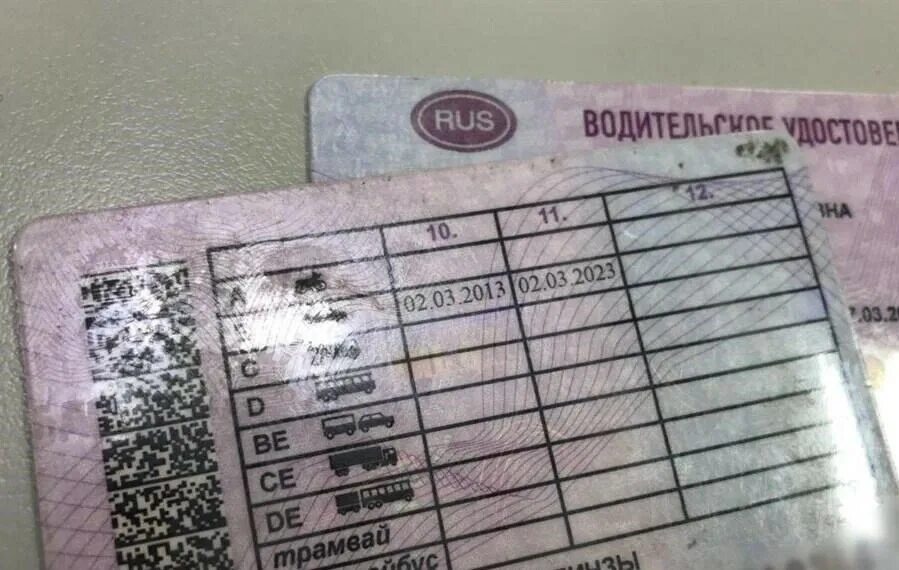 RUS
ВОДИТЕЛЬСКОЕ УДОСТОВЕ
10. 11. 12.
A
02.03.2013 02.03.2023
C
D
BE
CE
DE
трамвай